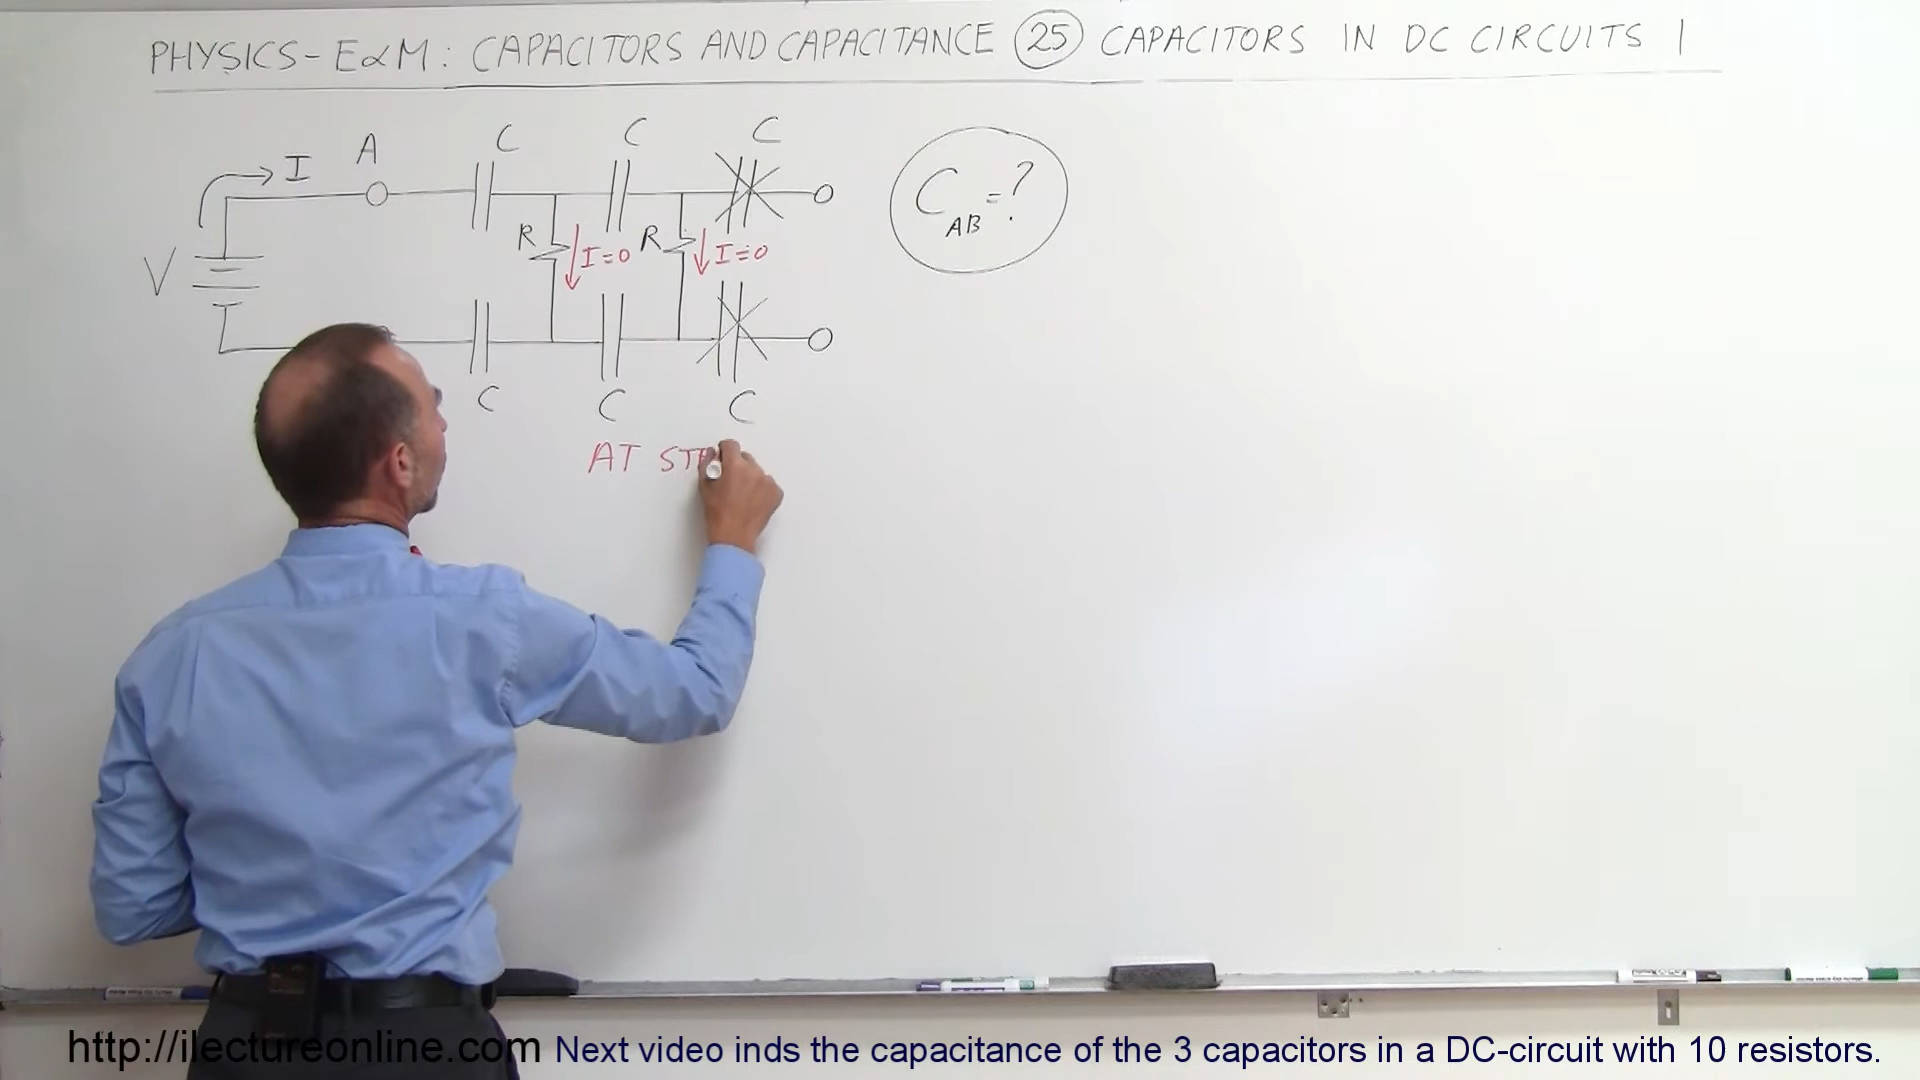 PHYSICS - E&M: CAPACITORS AND CAPACITANCE 25 CAPACITORS IN DC CIRCUITS 1
C C C
A
I
C AB = ?
R I=0 R I=0
V
C C C
AT ST
http://ilectureonline.com Next video inds the capacitance of the 3 capacitors in a DC-circuit with 10 resistors.